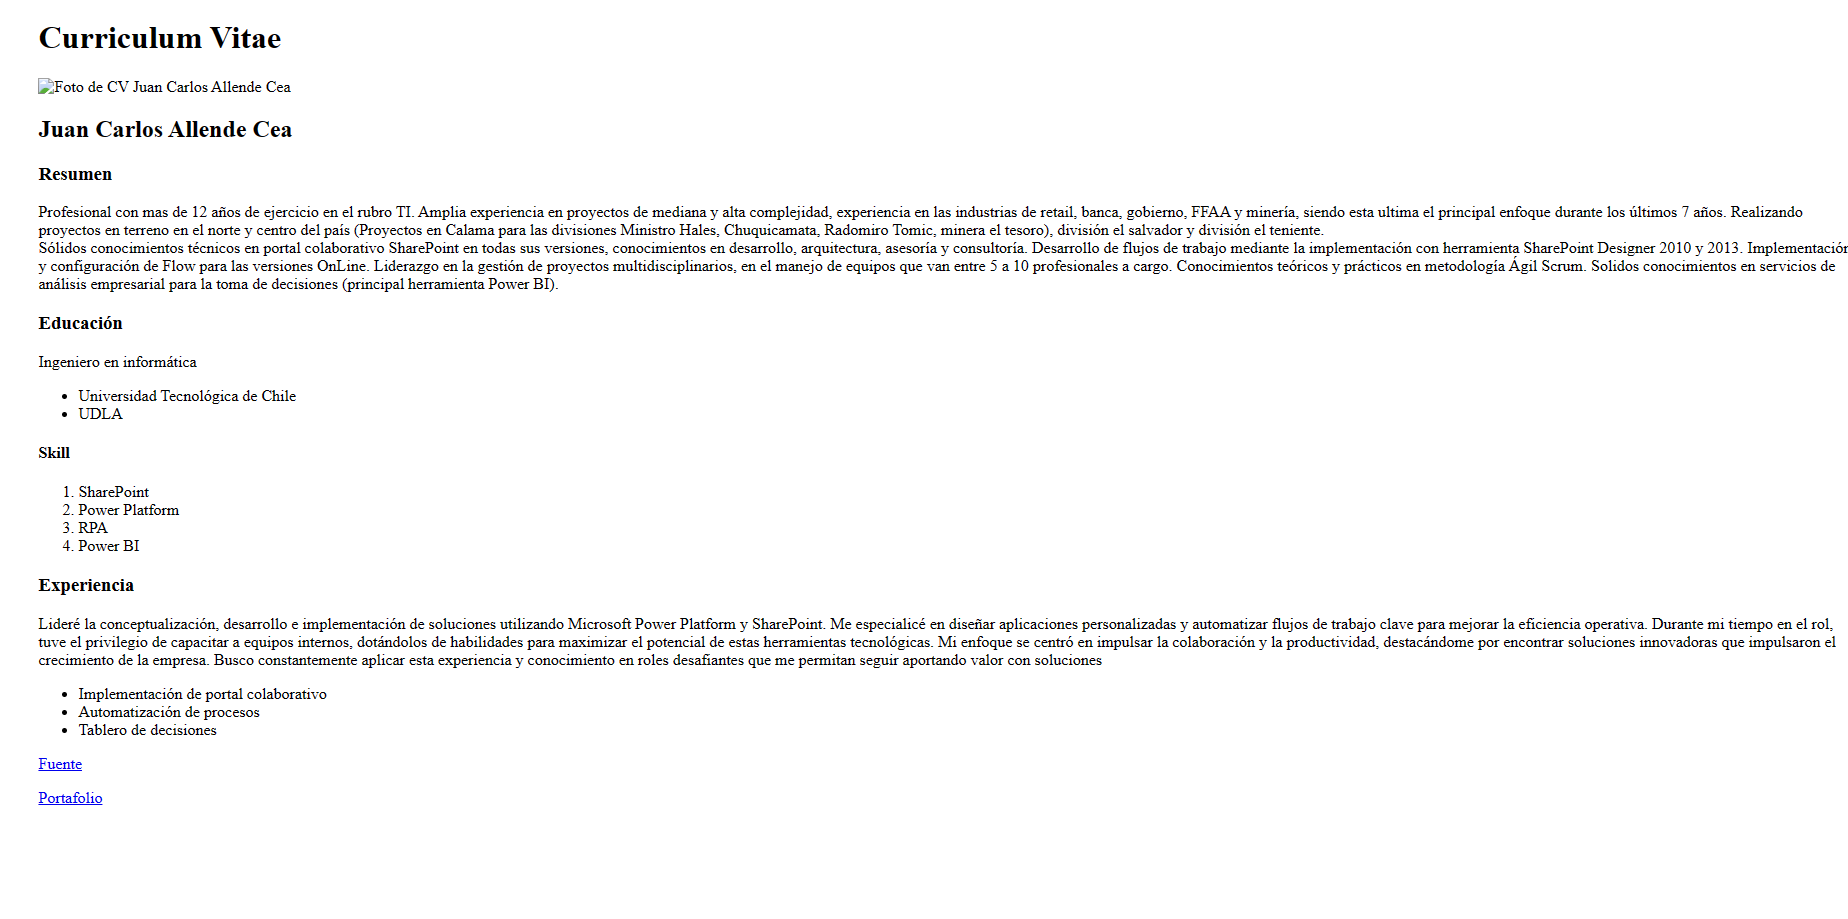 Curriculum Vitae
Foto de CV Juan Carlos Allende Cea
Juan Carlos Allende Cea
Resumen
Profesional con mas de 12 años de ejercicio en el rubro TI. Amplia experiencia en proyectos de mediana y alta complejidad, experiencia en las industrias de retail, banca, gobierno, FFAA y minería, siendo esta ultima el principal enfoque durante los últimos 7 años. Realizando
proyectos en terreno en el norte y centro del país (Proyectos en Calama para las divisiones Ministro Hales, Chuquicamata, Radomiro Tomic, minera el tesoro), división el salvador y división el teniente.
Sólidos conocimientos técnicos en portal colaborativo SharePoint en todas sus versiones, conocimientos en desarrollo, arquitectura, asesoría y consultoría. Desarrollo de flujos de trabajo mediante la implementación con herramienta SharePoint Designer 2010 y 2013. Implementación
y configuración de Flow para las versiones OnLine. Liderazgo en la gestión de proyectos multidisciplinarios, en el manejo de equipos que van entre 5 a 10 profesionales a cargo. Conocimientos teóricos y prácticos en metodología Ágil Scrum. Solidos conocimientos en servicios de
análisis empresarial para la toma de decisiones (principal herramienta Power BI).
Educación
Ingeniero en informática
• Universidad Tecnológica de Chile
• UDLA
Skill
1. SharePoint
2. Power Platform
3. RPA
4. Power BI
Experiencia
Lideré la conceptualización, desarrollo e implementación de soluciones utilizando Microsoft Power Platform y SharePoint. Me especialicé en diseñar aplicaciones personalizadas y automatizar flujos de trabajo clave para mejorar la eficiencia operativa. Durante mi tiempo en el rol,
tuve el privilegio de capacitar a equipos internos, dotándolos de habilidades para maximizar el potencial de estas herramientas tecnológicas. Mi enfoque se centró en impulsar la colaboración y la productividad, destacándome por encontrar soluciones innovadoras que impulsaron el
crecimiento de la empresa. Busco constantemente aplicar esta experiencia y conocimiento en roles desafiantes que me permitan seguir aportando valor con soluciones
• Implementación de portal colaborativo
• Automatización de procesos
• Tablero de decisiones
Fuente
Portafolio